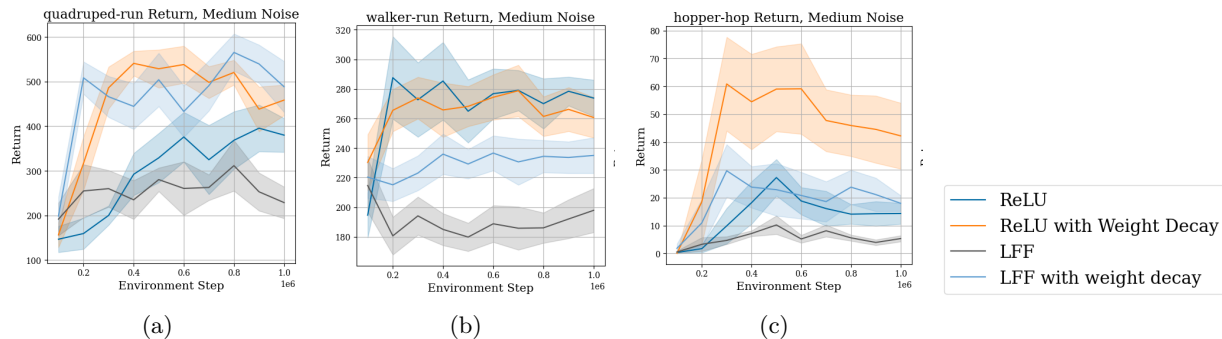 quadruped-run Return, Medium Noise
600
500
400
300
200
100
Return
0.2
0.4
0.6
0.8
1.0
1e6
Environment Step
(a)
walker-run Return, Medium Noise
320
300
280
260
240
220
200
180
Return
0.2
0.4
0.6
0.8
1.0
1e6
Environment Step
(b)
hopper-hop Return, Medium Noise
80
70
60
50
40
30
20
10
0
Return
0.2
0.4
0.6
0.8
1.0
1e6
Environment Step
(c)
ReLU
ReLU with Weight Decay
LFF
LFF with weight decay